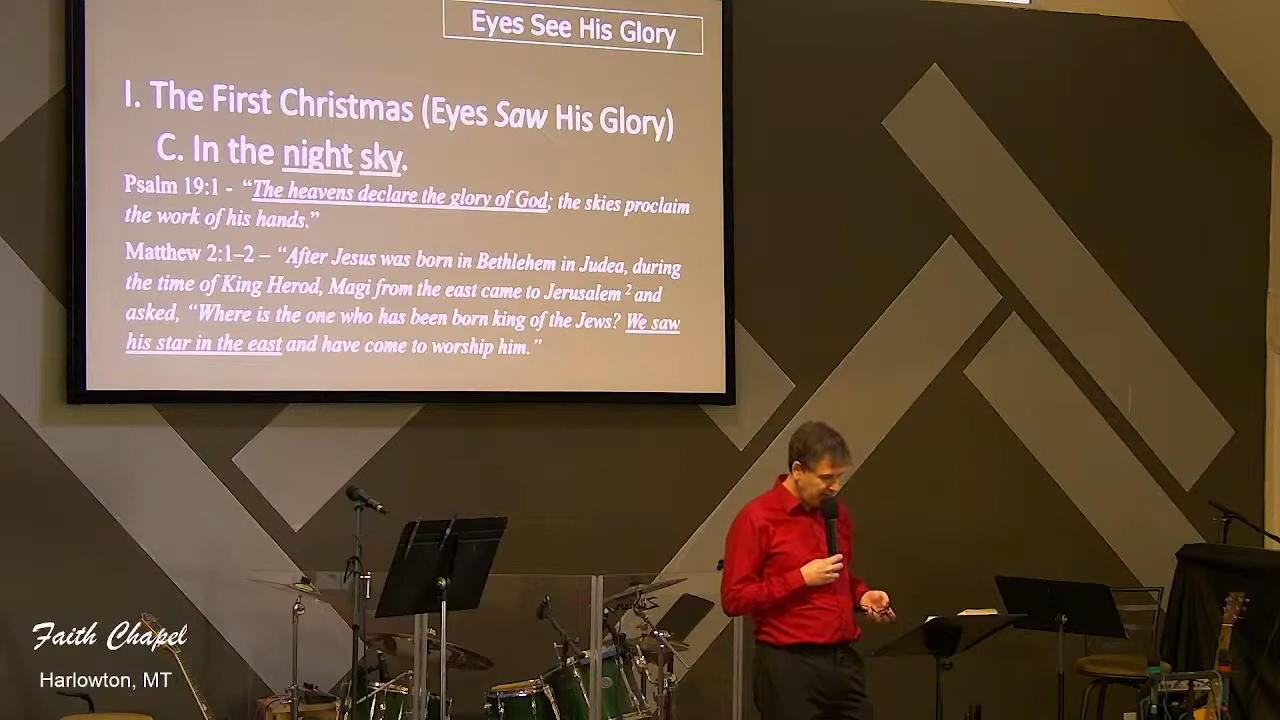 Eyes See His Glory
I. The First Christmas (Eyes Saw His Glory)
C. In the night sky.
Psalm 19:1 - “The heavens declare the glory of God; the skies proclaim
the work of his hands.”
Matthew 2:1–2 – “After Jesus was born in Bethlehem in Judea, during
the time of King Herod, Magi from the east came to Jerusalem ² and
asked, “Where is the one who has been born king of the Jews? We saw
his star in the east and have come to worship him.”
Faith Chapel
Harlowton, MT